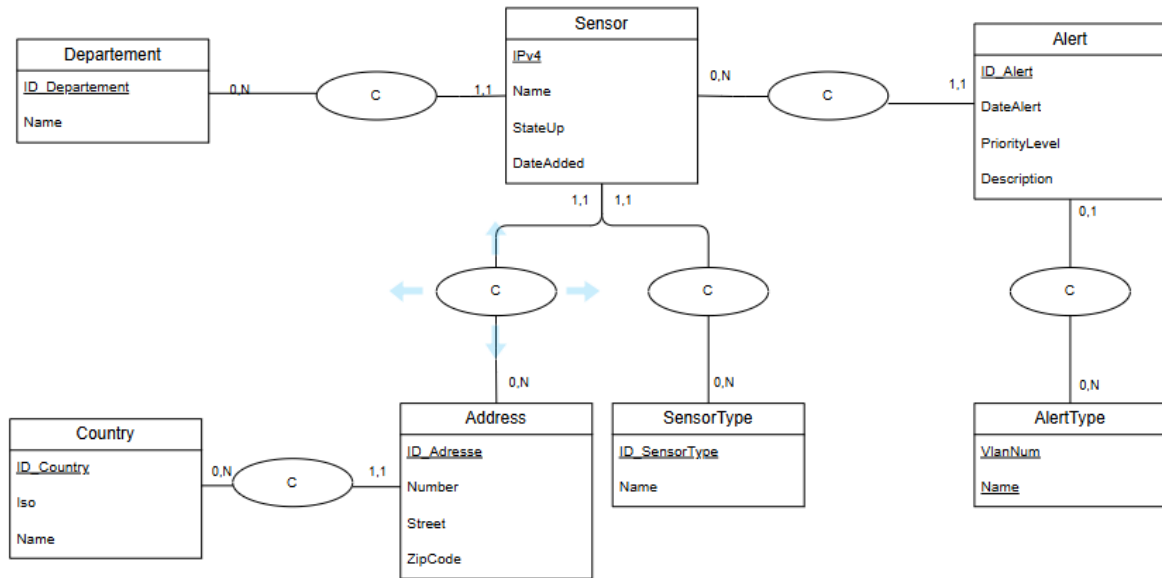 Departement
ID_Departement
Name
0,N
C
1,1
Sensor
IPv4
Name
StateUp
DateAdded
0,N
C
1,1
Alert
ID_Alert
DateAlert
PriorityLevel
Description
1,1
1,1
0,1
C
C
C
0,N
0,N
0,N
Country
ID_Country
Iso
Name
0,N
C
1,1
Address
ID_Adresse
Number
Street
ZipCode
SensorType
ID_SensorType
Name
AlertType
VlanNum
Name